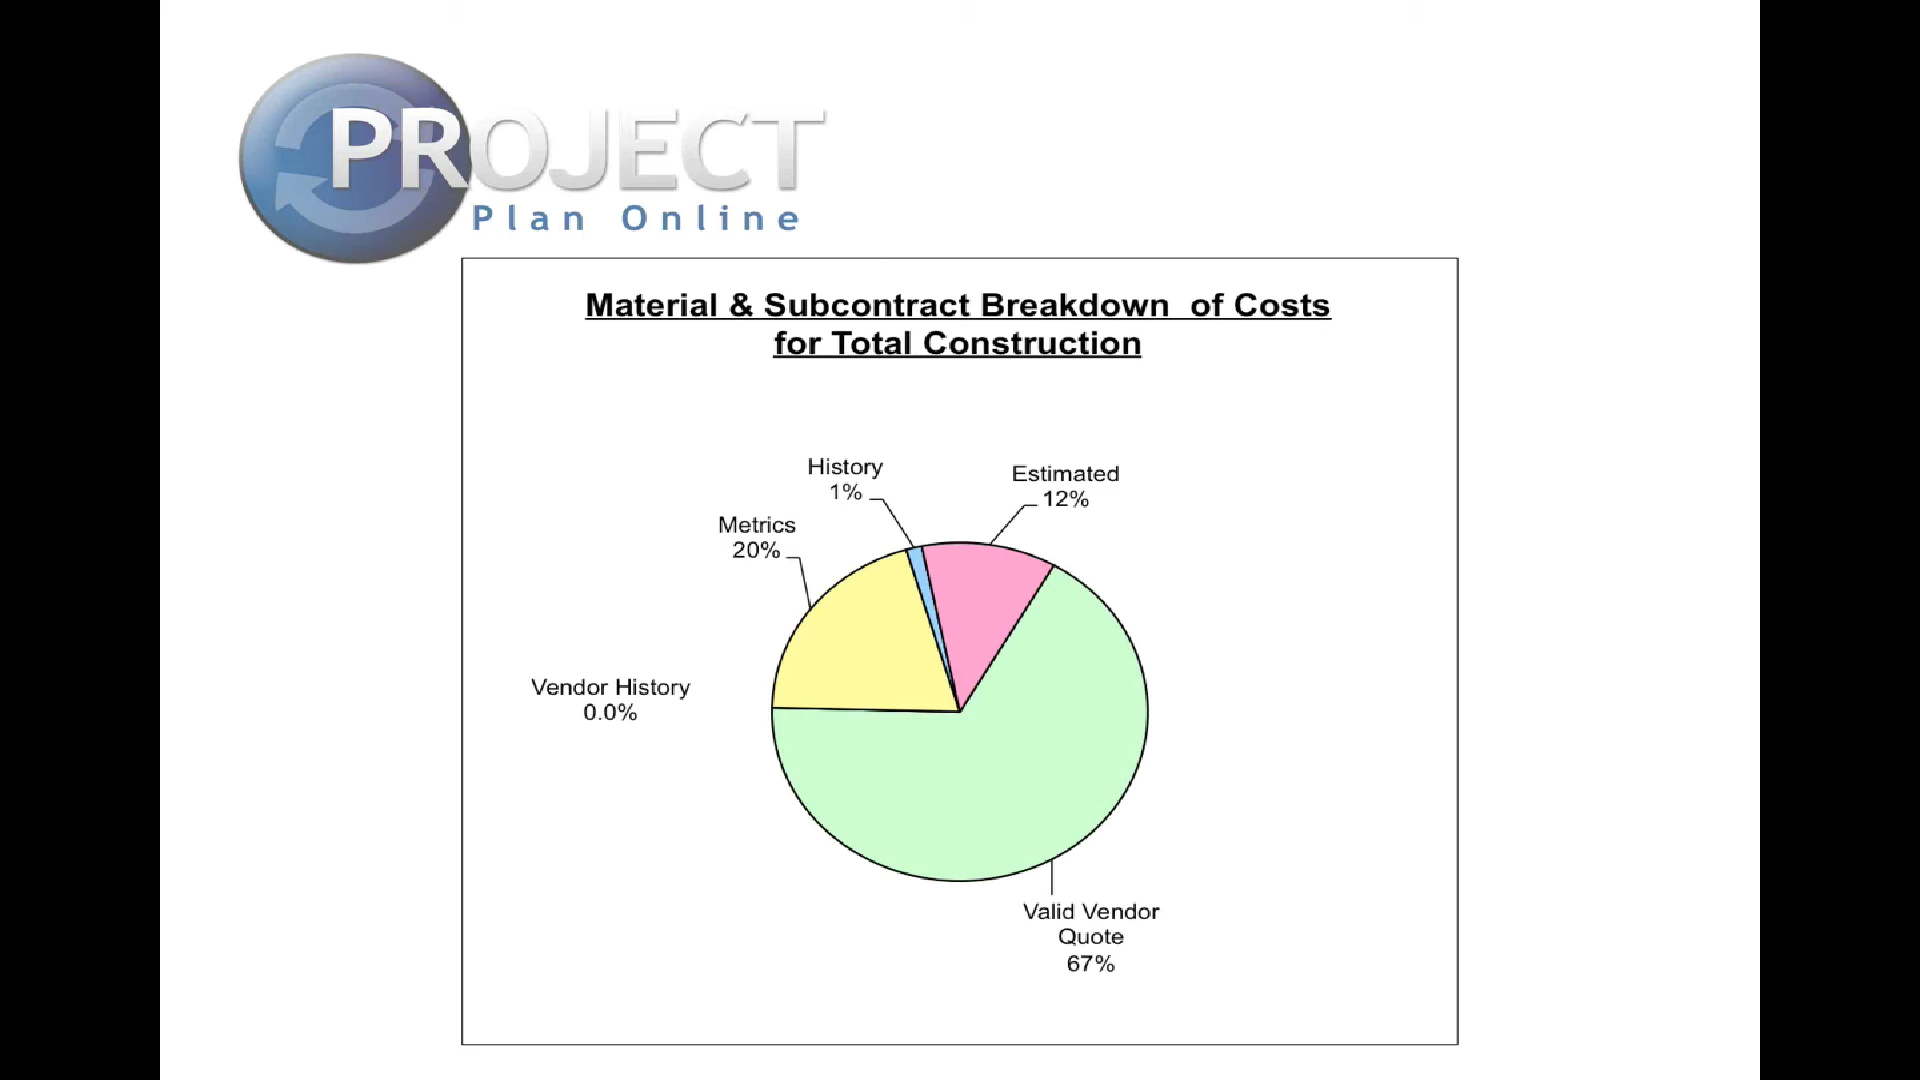 PROJECT
Plan Online
Material & Subcontract Breakdown of Costs
for Total Construction
History
1%
Estimated
12%
Metrics
20%
Vendor History
0.0%
Valid Vendor
Quote
67%